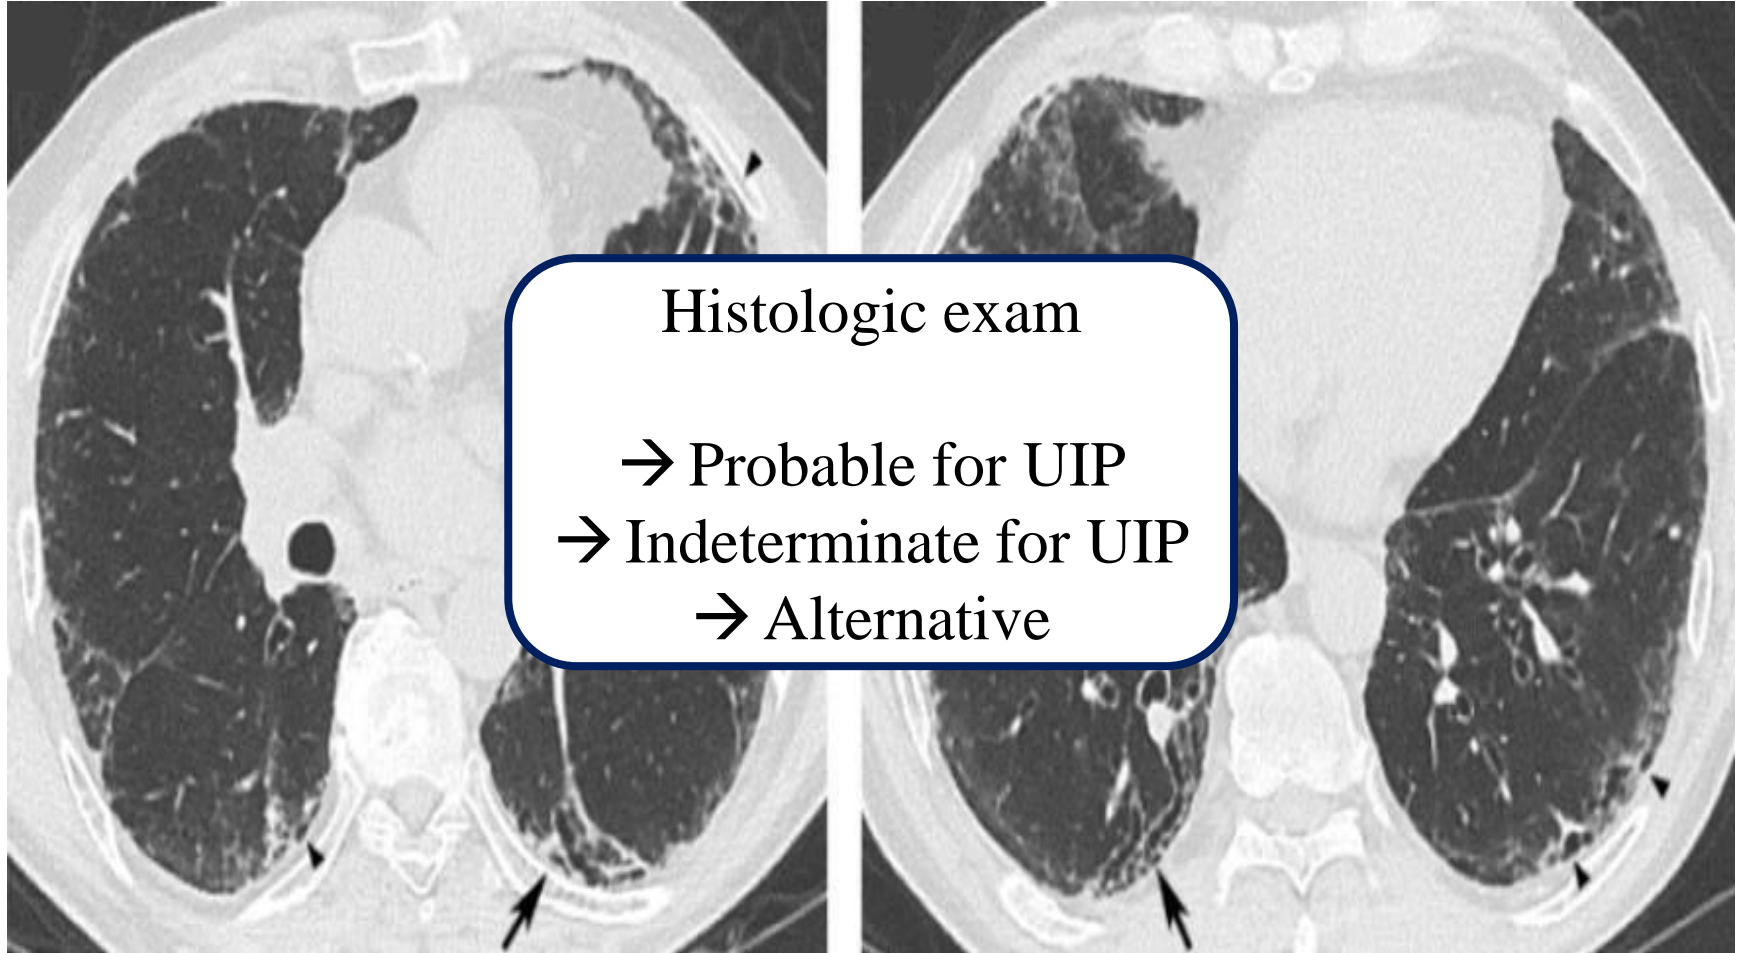 Histologic exam
→ Probable for UIP
→ Indeterminate for UIP
→ Alternative